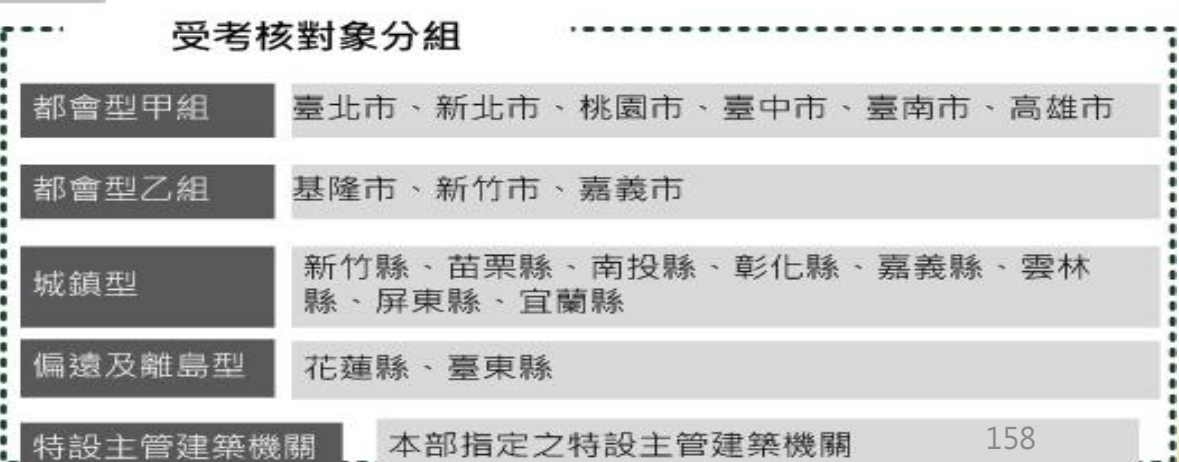 受考核對象分組
都會型甲組 臺北市、新北市、桃園市、臺中市、臺南市、高雄市
都會型乙組 基隆市、新竹市、嘉義市
城鎮型 新竹縣、苗栗縣、南投縣、彰化縣、嘉義縣、雲林
縣、屏東縣、宜蘭縣
偏遠及離島型 花蓮縣、臺東縣
特設主管建築機關 本部指定之特設主管建築機關 158